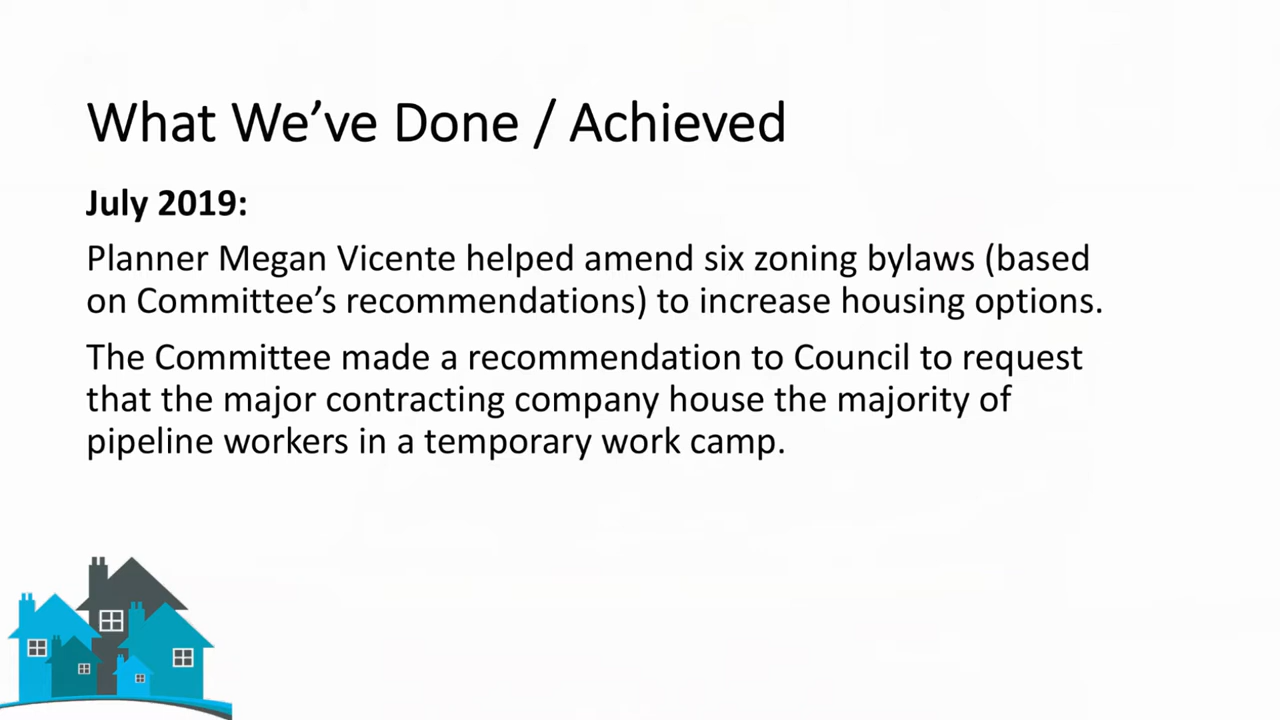 What We’ve Done / Achieved
July 2019:
Planner Megan Vicente helped amend six zoning bylaws (based
on Committee’s recommendations) to increase housing options.
The Committee made a recommendation to Council to request
that the major contracting company house the majority of
pipeline workers in a temporary work camp.